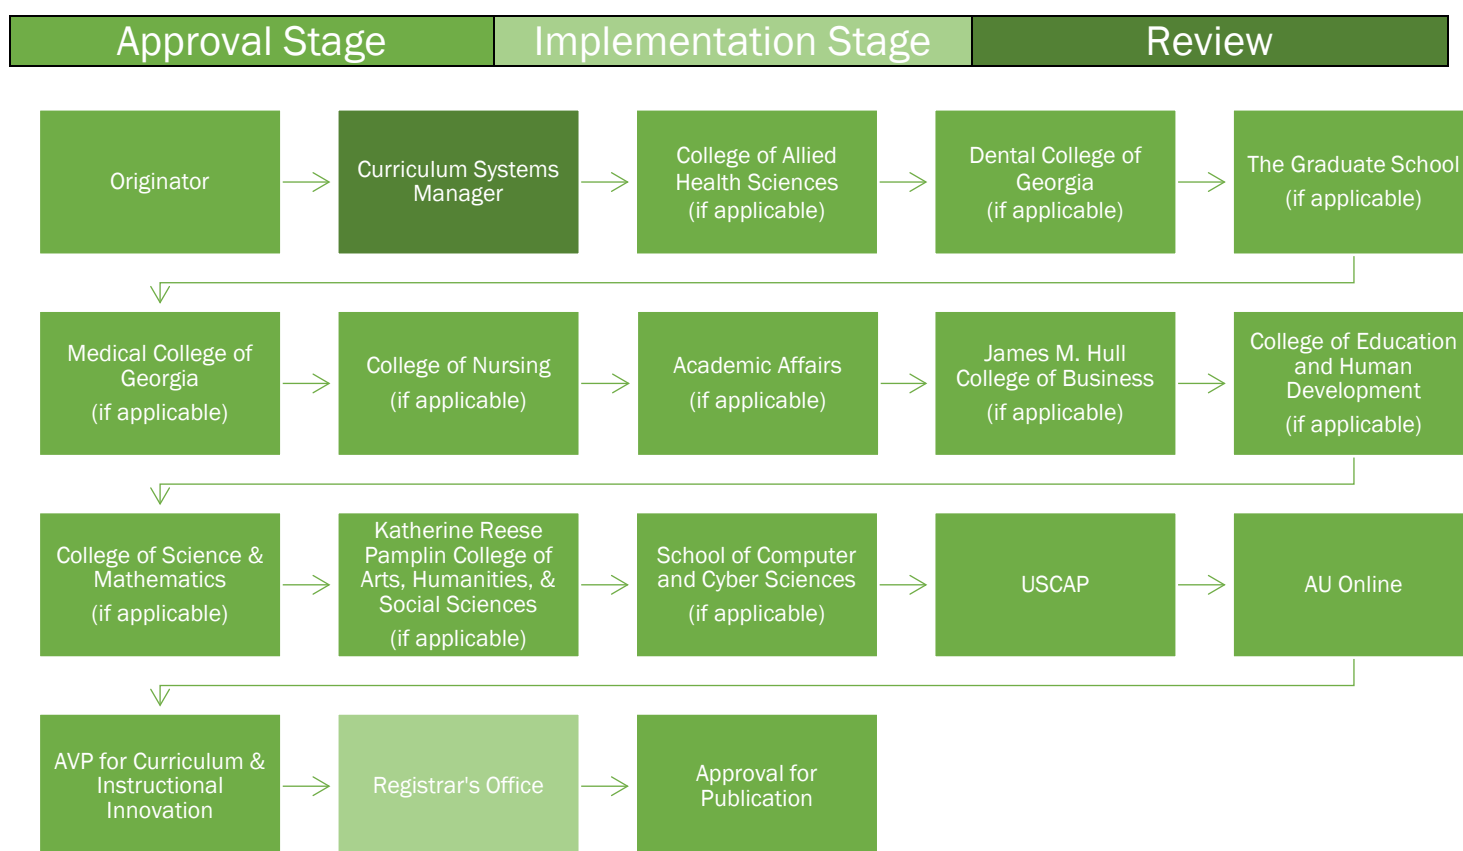 Approval Stage
Implementation Stage
Review
Originator
Curriculum Systems
Manager
College of Allied
Health Sciences
(if applicable)
Dental College of
Georgia
(if applicable)
The Graduate School
(if applicable)
Medical College of
Georgia
(if applicable)
College of Nursing
(if applicable)
Academic Affairs
(if applicable)
James M. Hull
College of Business
(if applicable)
College of Education
and Human
Development
(if applicable)
College of Science &
Mathematics
(if applicable)
Katherine Reese
Pamplin College of
Arts, Humanities, &
Social Sciences
(if applicable)
School of Computer
and Cyber Sciences
(if applicable)
USCAP
AU Online
AVP for Curriculum &
Instructional
Innovation
Registrar's Office
Approval for
Publication